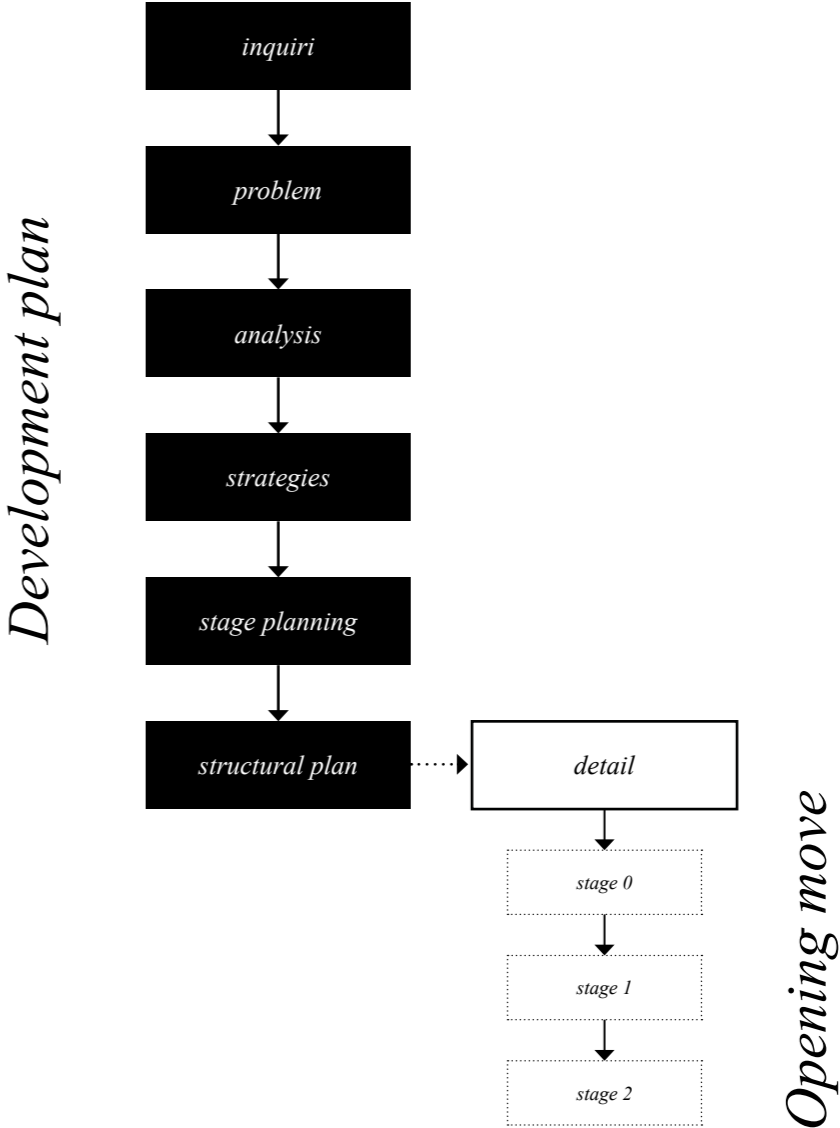 Development plan
inquiri
problem
analysis
strategies
stage planning
structural plan
detail
stage 0
stage 1
stage 2
Opening move